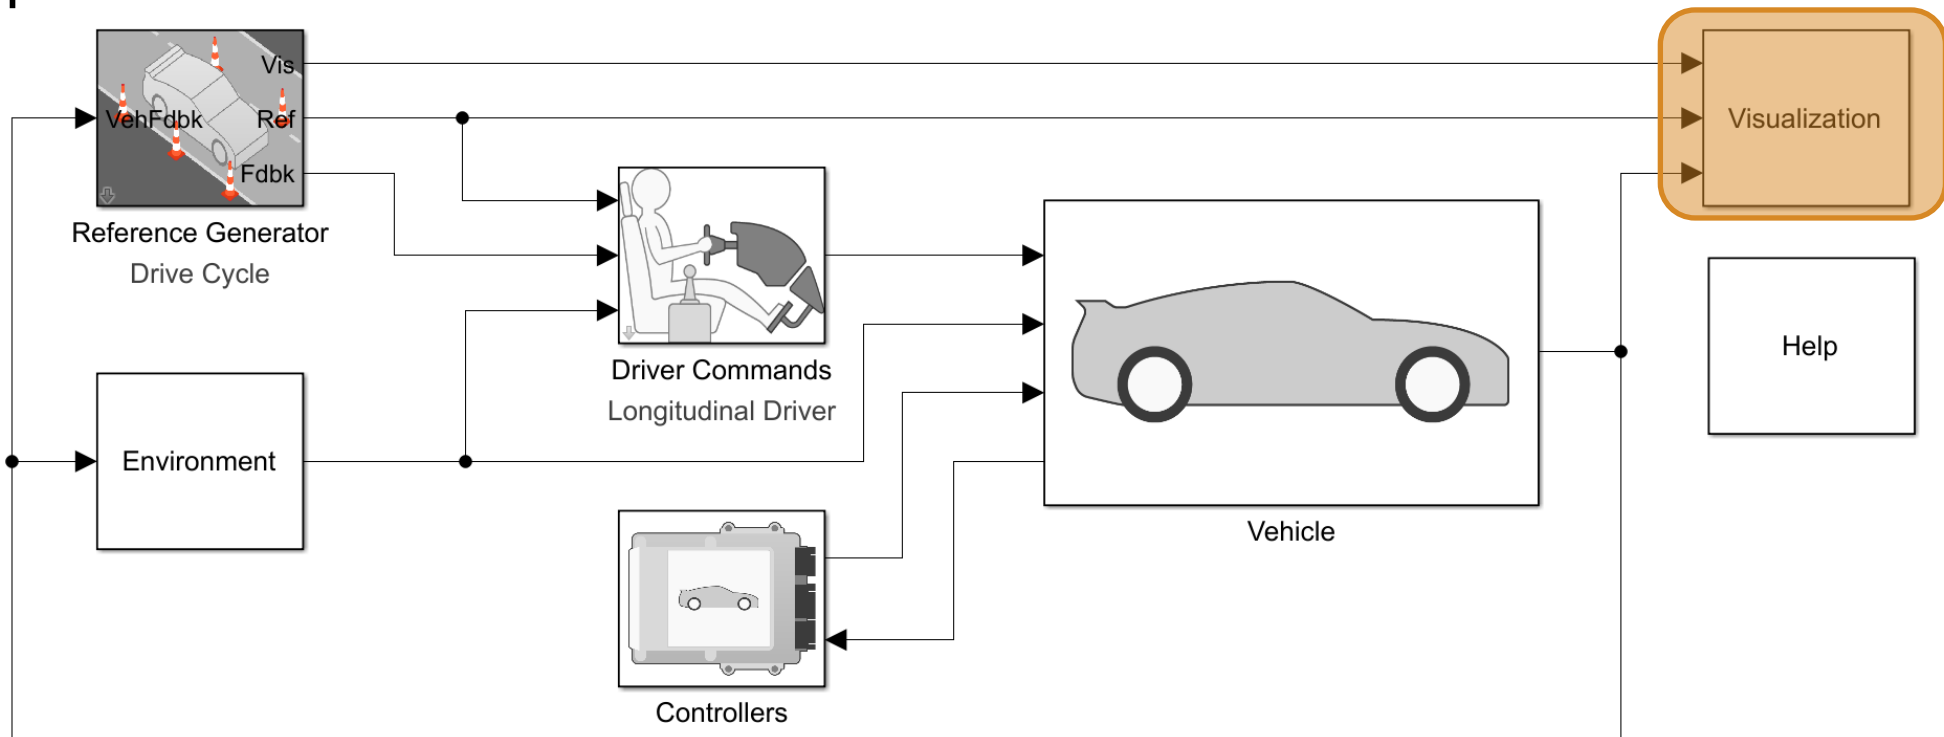 Vis
VehFdbk
Ref
Fdbk
Reference Generator
Drive Cycle
Visualization
Driver Commands
Longitudinal Driver
Help
Environment
Vehicle
Controllers